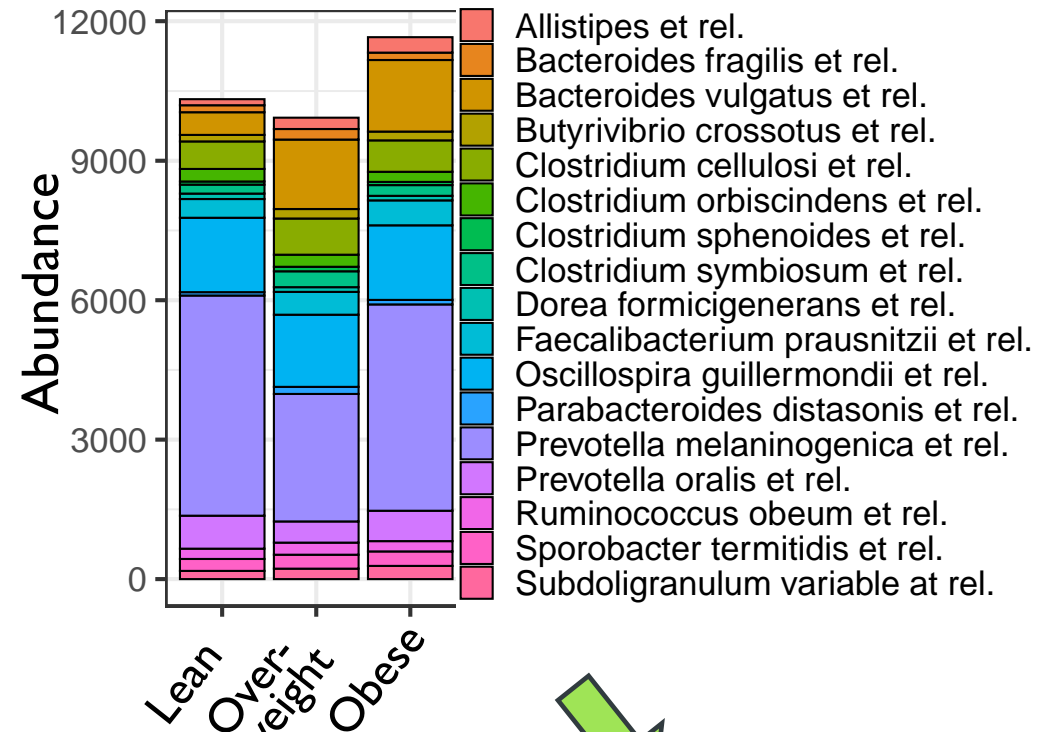 12000
9000
6000
3000
0
Abundance
Allistipes et rel.
Bacteroides fragilis et rel.
Bacteroides vulgatus et rel.
Butyrivibrio crossotus et rel.
Clostridium cellulosi et rel.
Clostridium orbiscindens et rel.
Clostridium sphenoides et rel.
Clostridium symbiosum et rel.
Dorea formicigenerans et rel.
Faecalibacterium prausnitzii et rel.
Oscillospira guillermondii et rel.
Parabacteroides distasonis et rel.
Prevotella melaninogenica et rel.
Prevotella oralis et rel.
Ruminococcus obeum et rel.
Sporobacter termitidis et rel.
Subdoligranulum variable at rel.
Lean
Over-
weight
Obese